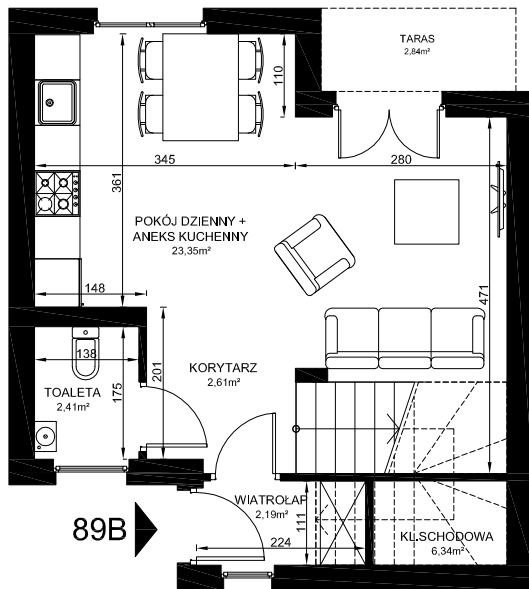 TARAS
2,84m²
110
345
280
361
POKÓJ DZIENNY +
ANEKS KUCHENNY
23,35m²
148
471
138
201
KORYTARZ
2,61m²
TOALETA
2,41m²
175
WIATROŁAP
2,19m²
111
89B
224
KL.SCHODOWA
6,34m²